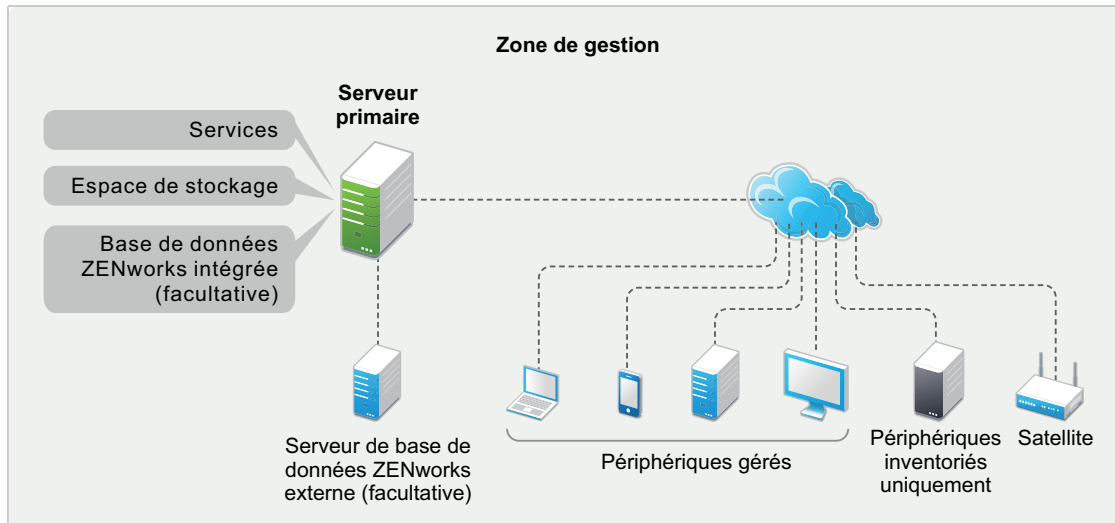 Zone de gestion
Serveur
primaire
Services
Espace de stockage
Base de données
ZENworks intégrée
(facultative)
Serveur de base de
données ZENworks
externe (facultative)
Périphériques gérés
Périphériques
inventoriés
uniquement
Satellite